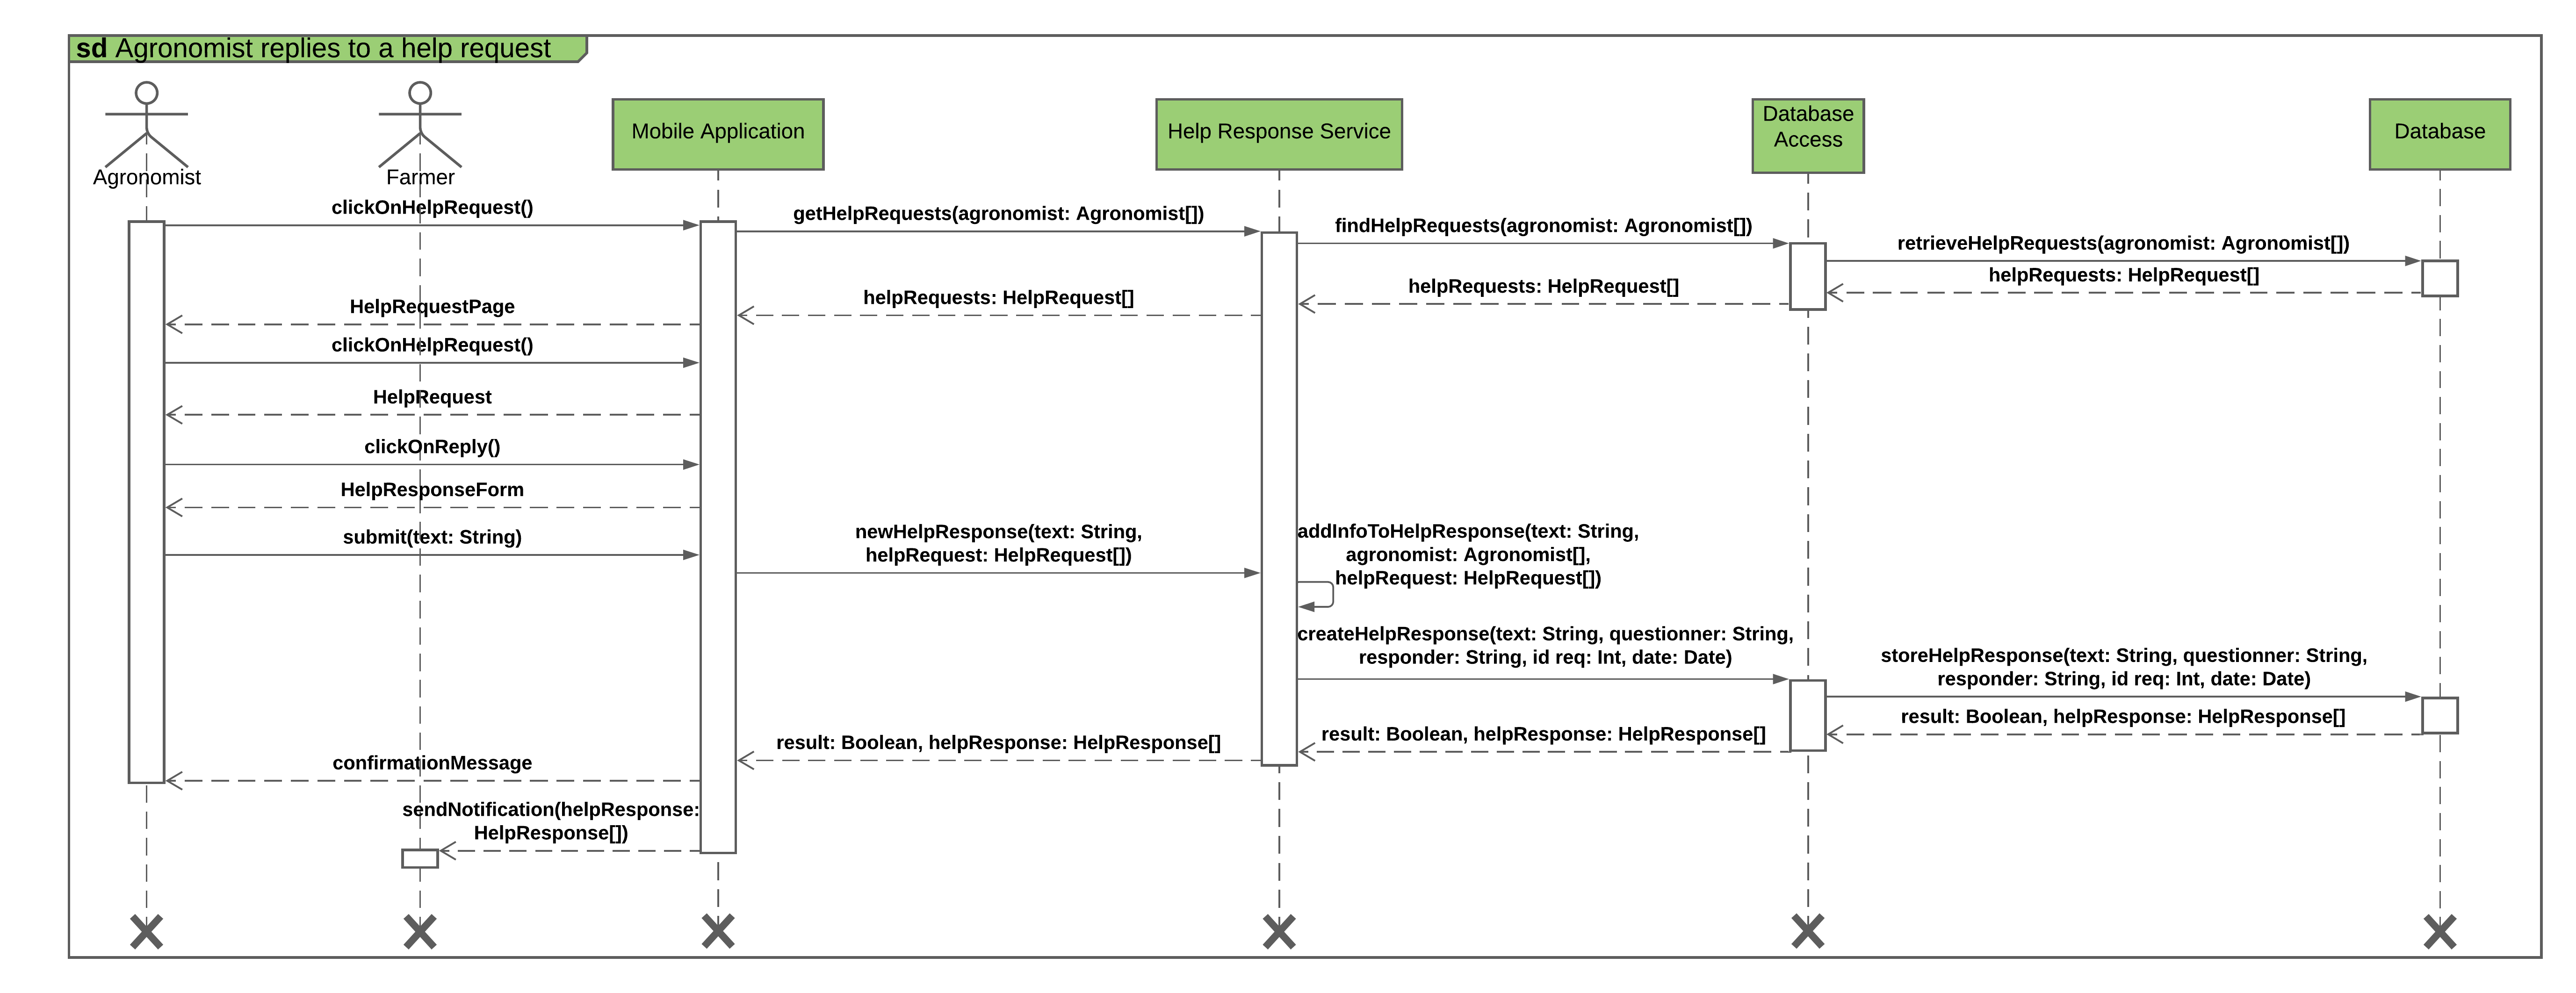 sd Agronomist replies to a help request
Agronomist
Farmer
Mobile Application
Help Response Service
Database
Access
Database
clickOnHelpRequest()
getHelpRequests(agronomist: Agronomist[])
findHelpRequests(agronomist: Agronomist[])
retrieveHelpRequests(agronomist: Agronomist[])
helpRequests: HelpRequest[]
helpRequests: HelpRequest[]
helpRequests: HelpRequest[]
HelpRequestPage
clickOnHelpRequest()
HelpRequest
clickOnReply()
HelpResponseForm
submit(text: String)
newHelpResponse(text: String,
helpRequest: HelpRequest[])
addInfoToHelpResponse(text: String,
agronomist: Agronomist[],
helpRequest: HelpRequest[])
createHelpResponse(text: String, questionner: String,
responder: String, id req: Int, date: Date)
storeHelpResponse(text: String, questionner: String,
responder: String, id req: Int, date: Date)
result: Boolean, helpResponse: HelpResponse[]
result: Boolean, helpResponse: HelpResponse[]
result: Boolean, helpResponse: HelpResponse[]
confirmationMessage
sendNotification(helpResponse:
HelpResponse[])